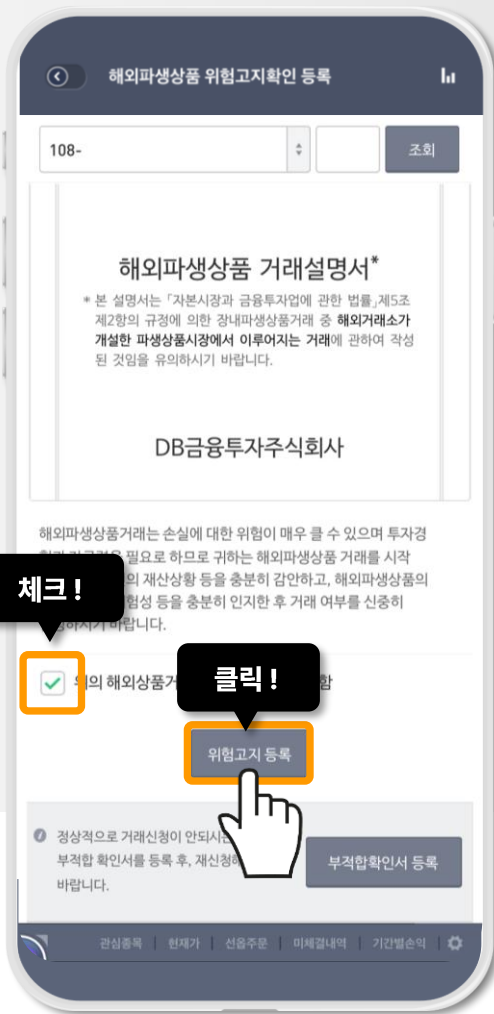 해외파생상품 위험고지확인 등록
108-
조회
해외파생상품 거래설명서*
* 본 설명서는 「자본시장과 금융투자업에 관한 법률」제5조
제2항의 규정에 의한 장내파생상품거래 중 해외거래소가
개설한 파생상품시장에서 이루어지는 거래에 관하여 작성
된 것임을 유의하시기 바랍니다.
DB금융투자주식회사
해외파생상품거래는 손실에 대한 위험이 매우 클 수 있으며 투자경
필요로 하므로 귀하는 해외파생상품 거래를 시작
체크 !
의 재산상황 등을 충분히 감안하고, 해외파생상품의
험성 등을 충분히 인지한 후 거래 여부를 신중히
바랍니다.
클릭 !
해외상품거
함
위험고지 등록
정상적으로 거래신청이 안되시는
부적합 확인서를 등록 후, 재신청
바랍니다.
부적합확인서 등록
관심종목 | 현재가 | 선옵주문 | 미체결내역 | 기간별손익